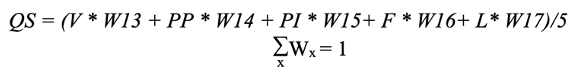 QS = (V * W13 + PP * W14 + PI * W15+ F * W16+ L* W17)/5
∑Wₓ = 1
x